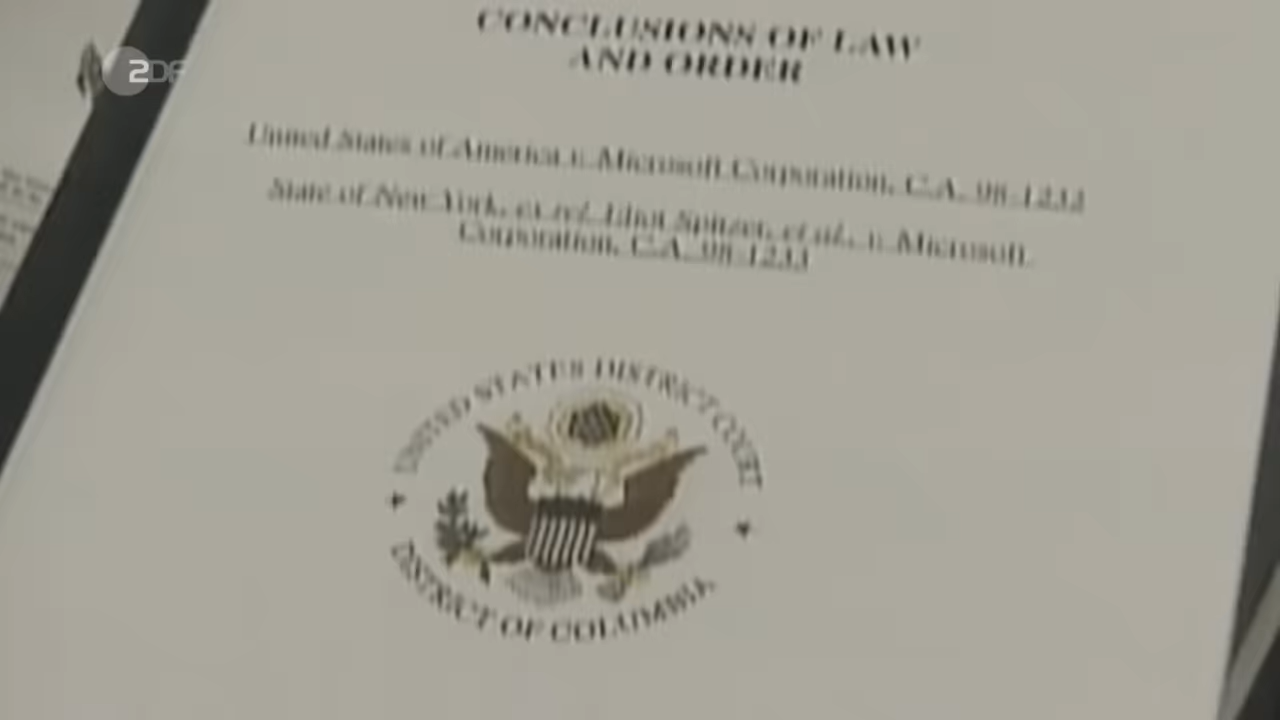 2DF
CONCLUSIONS OF LAW
AND ORDER
United States of America v. Microsoft Corporation, C.A. 98-1232
State of New York, ex rel. Eliot Spitzer, et al., v. Microsoft
Corporation, C.A. 98-1233
UNITED STATES DISTRICT COURT
DISTRICT OF COLUMBIA